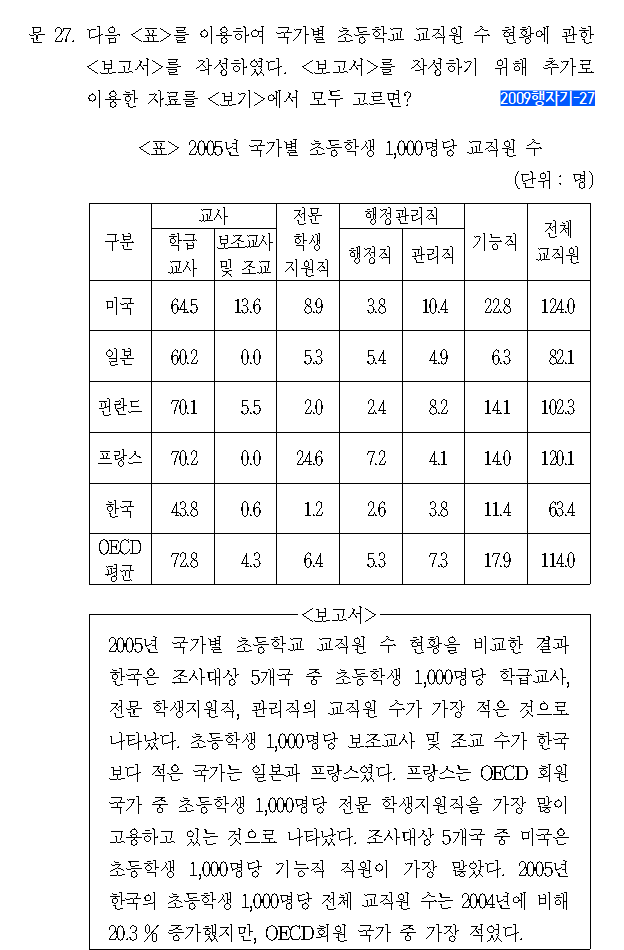 문 27. 다음 <표>를 이용하여 국가별 초등학교 교직원 수 현황에 관한
<보고서>를 작성하였다. <보고서>를 작성하기 위해 추가로
이용한 자료를 <보기>에서 모두 고르면? 2009행자기-27
<표> 2005년 국가별 초등학생 1,000명당 교직원 수
(단위 : 명)
구분 교사 전문 학생 지원직 행정관리직 기능직 전체 교직원
학급 교사 보조교사 및 조교 행정직 관리직
미국 64.5 13.6 8.9 3.8 10.4 22.8 124.0
일본 60.2 0.0 5.3 5.4 4.9 6.3 82.1
핀란드 70.1 5.5 2.0 2.4 8.2 14.1 102.3
프랑스 70.2 0.0 24.6 7.2 4.1 14.0 120.1
한국 43.8 0.6 1.2 2.6 3.8 11.4 63.4
OECD 평균 72.8 4.3 6.4 5.3 7.3 17.9 114.0
<보고서>
2005년 국가별 초등학교 교직원 수 현황을 비교한 결과
한국은 조사대상 5개국 중 초등학생 1,000명당 학급교사,
전문 학생지원직, 관리직의 교직원 수가 가장 적은 것으로
나타났다. 초등학생 1,000명당 보조교사 및 조교 수가 한국
보다 적은 국가는 일본과 프랑스였다. 프랑스는 OECD 회원
국가 중 초등학생 1,000명당 전문 학생지원직을 가장 많이
고용하고 있는 것으로 나타났다. 조사대상 5개국 중 미국은
초등학생 1,000명당 기능직 직원이 가장 많았다. 2005년
한국의 초등학생 1,000명당 전체 교직원 수는 2004년에 비해
20.3 % 증가했지만, OECD회원 국가 중 가장 적었다.